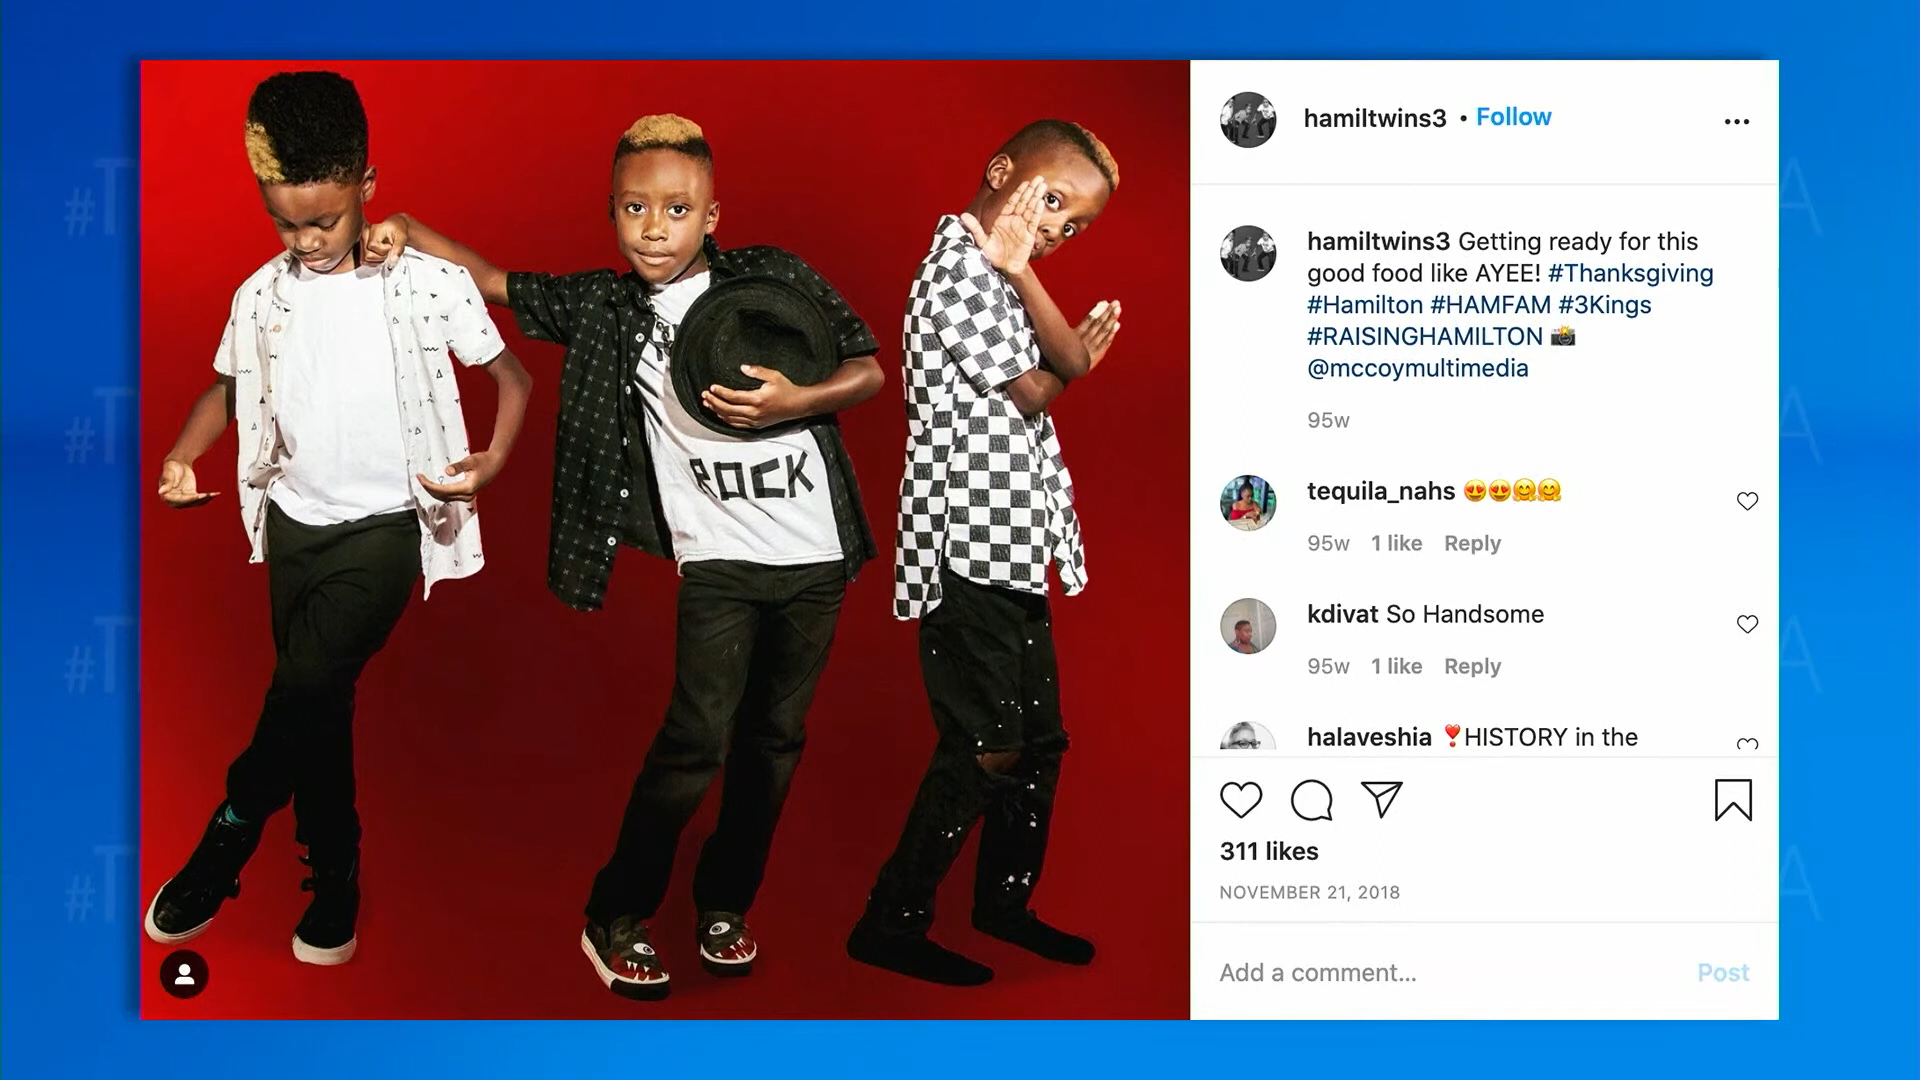 hamiltwins3 • Follow
hamiltwins3 Getting ready for this
good food like AYEE! #Thanksgiving
#Hamilton #HAMFAM #3Kings
#RAISINGHAMILTON 📸
@mccoymultimedia
95w
tequila_nahs 😍😍🤗🤗
95w 1 like Reply
kdivat So Handsome
95w 1 like Reply
halaveshia ❣️HISTORY in the
311 likes
NOVEMBER 21, 2018
Add a comment... Post
ROCK